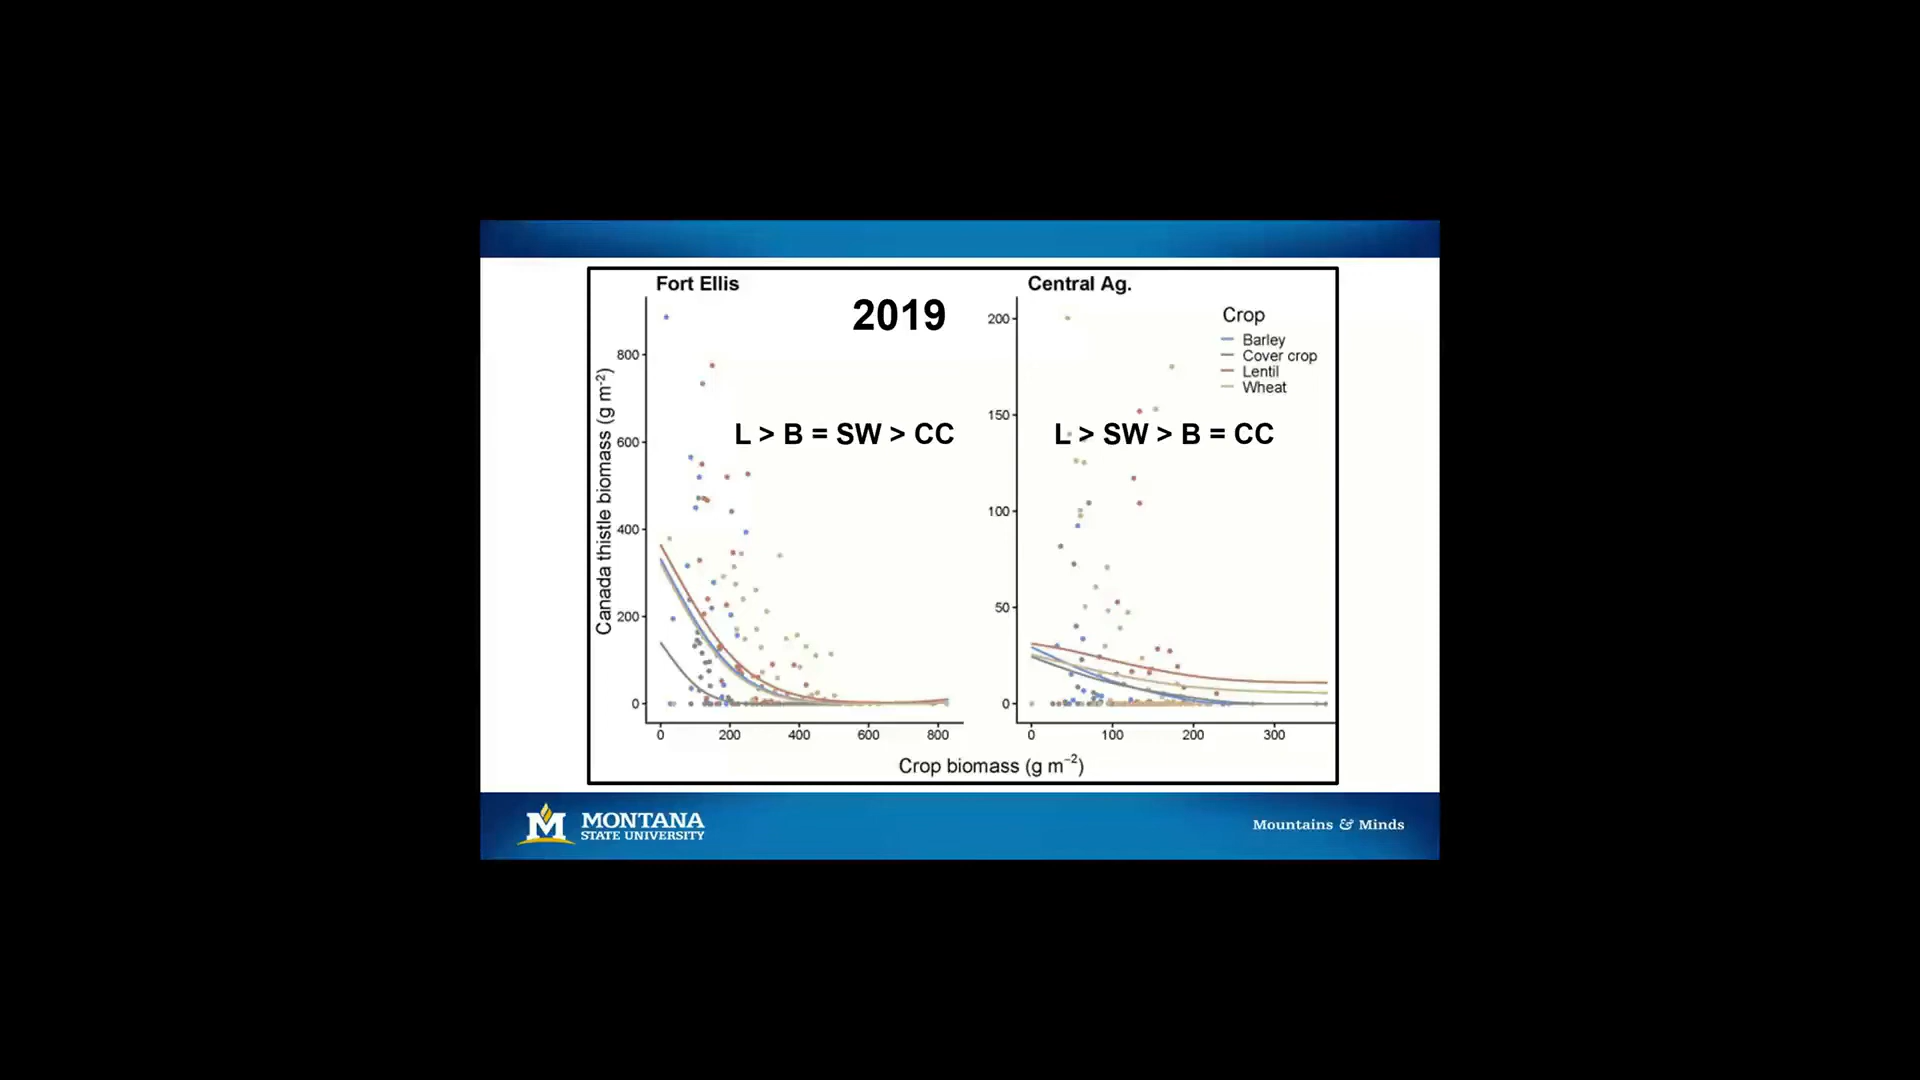 Fort Ellis
2019
Canada thistle biomass (g m⁻²)
800
600
400
200
0
L > B = SW > CC
0 200 400 600 800
Central Ag.
200
150
100
50
0
Crop
Barley
Cover crop
Lentil
Wheat
L > SW > B = CC
0 100 200 300
Crop biomass (g m⁻²)
M MONTANA
STATE UNIVERSITY
Mountains & Minds